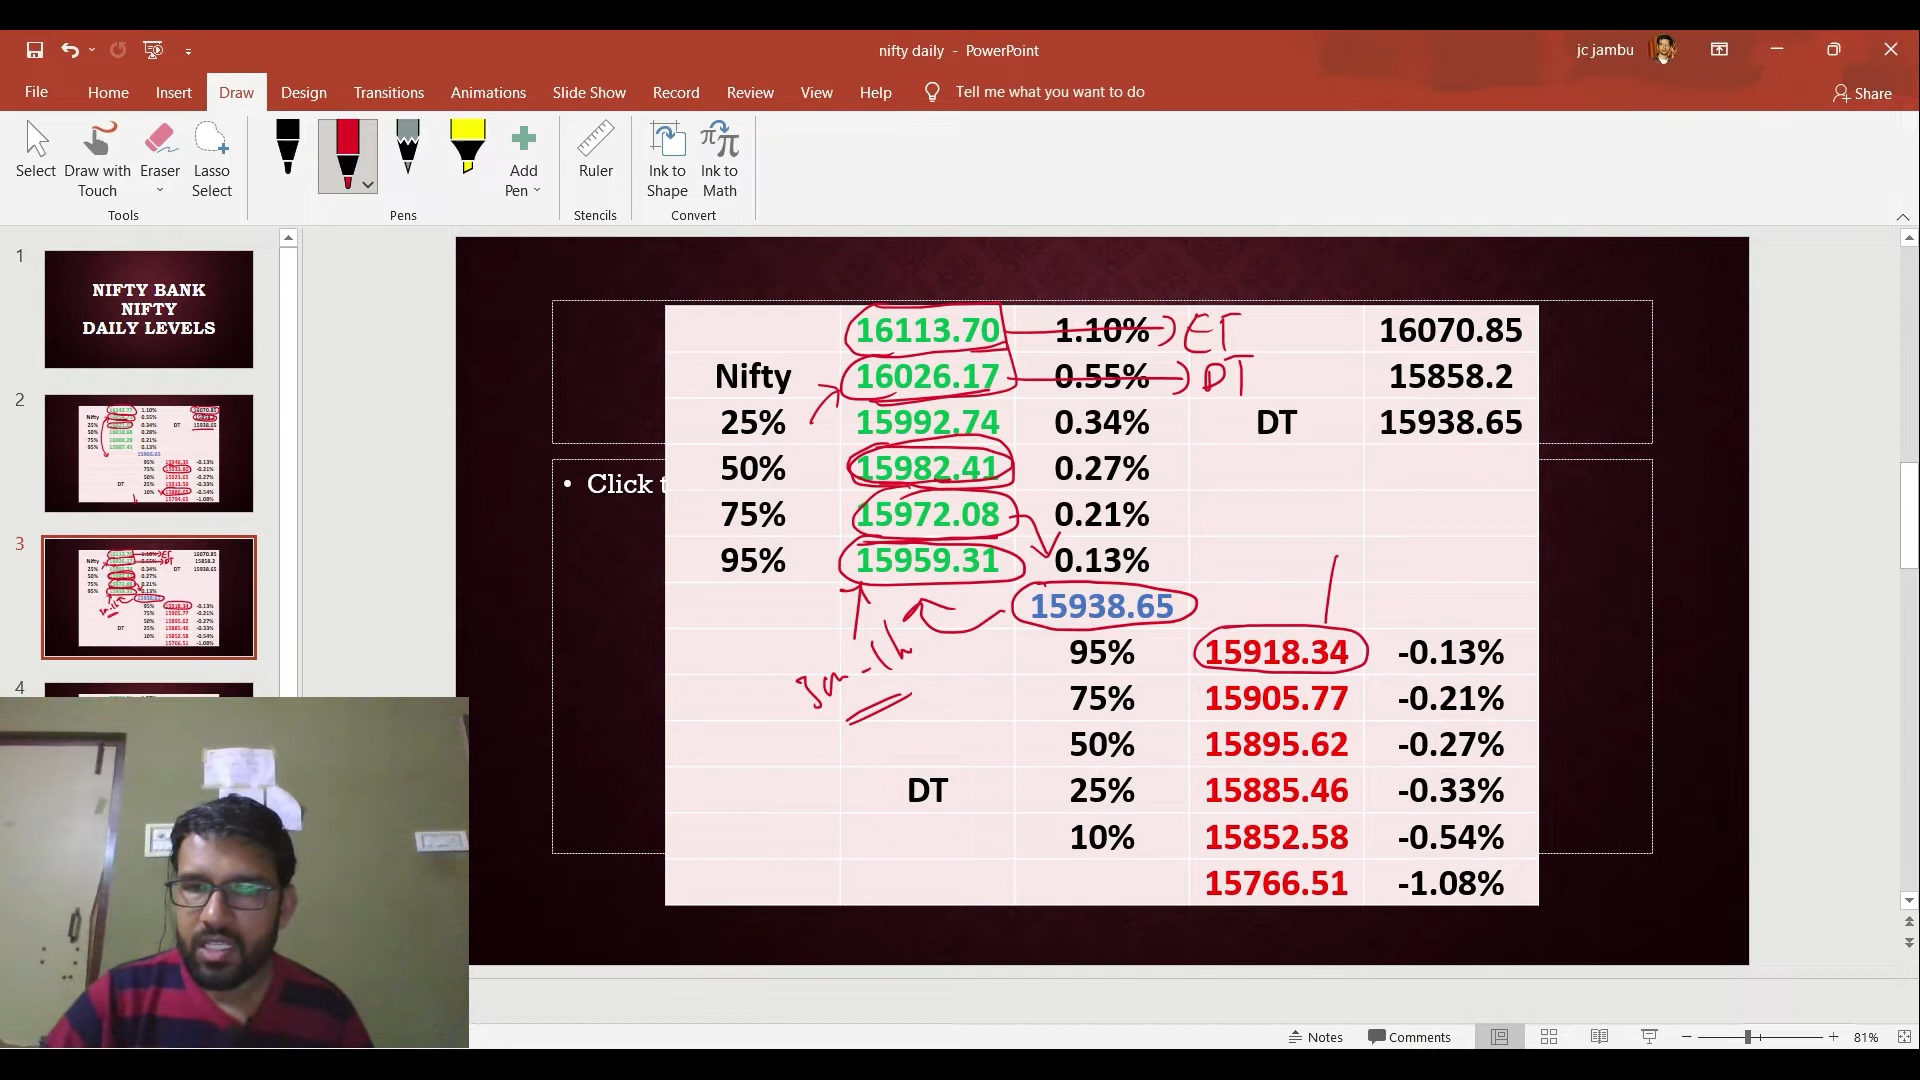 nifty daily - PowerPoint
jc jambu
File Home Insert Draw Design Transitions Animations Slide Show Record Review View Help Tell me what you want to do
Share
Select
Draw with Touch
Eraser
Lasso Select
Tools
Pens
Add Pen
Ruler
Stencils
Ink to Shape
Ink to Math
Convert
1
NIFTY BANK
NIFTY
DAILY LEVELS
2
3
4
Click t
16113.70 1.10% ET 16070.85
Nifty 16026.17 0.55% DT 15858.2
25% 15992.74 0.34% DT 15938.65
50% 15982.41 0.27%
75% 15972.08 0.21%
95% 15959.31 0.13%
15938.65
95% 15918.34 -0.13%
3m-1h
75% 15905.77 -0.21%
50% 15895.62 -0.27%
DT 25% 15885.46 -0.33%
10% 15852.58 -0.54%
15766.51 -1.08%
Notes Comments 81%